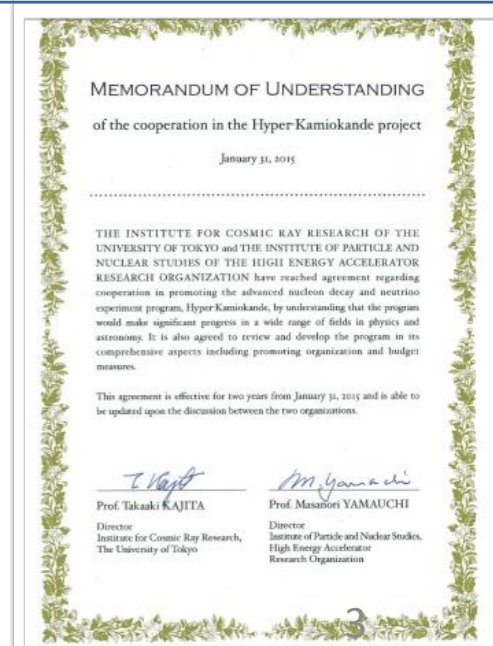 MEMORANDUM OF UNDERSTANDING
of the cooperation in the Hyper-Kamiokande project
January 31, 2015
THE INSTITUTE FOR COSMIC RAY RESEARCH OF THE
UNIVERSITY OF TOKYO and THE INSTITUTE OF PARTICLE AND
NUCLEAR STUDIES OF THE HIGH ENERGY ACCELERATOR
RESEARCH ORGANIZATION have reached agreement regarding
cooperation in promoting the advanced nucleon decay and neutrino
experiment program, Hyper-Kamiokande, by understanding that the program
would make significant progress in a wide range of fields in physics and
astronomy. It is also agreed to review and develop the program in its
comprehensive aspects including promoting organization and budget
measures.
This agreement is effective for two years from January 31, 2015 and is able to
be updated upon the discussion between the two organizations.
T. Kajita
M. Yamauchi
Prof. Takaaki KAJITA
Prof. Masanori YAMAUCHI
Director
Institute for Cosmic Ray Research,
The University of Tokyo
Director
Institute of Particle and Nuclear Studies,
High Energy Accelerator
Research Organization
3